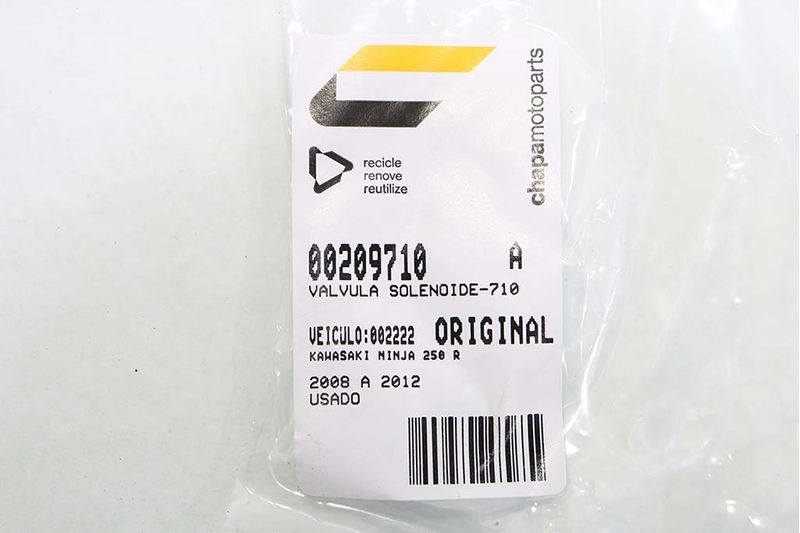 chapamotoparts
recicle
renove
reutilize
00209710 A
VALVULA SOLENOIDE-710
VEICULO:002222 ORIGINAL
KAWASAKI NINJA 250 R
2008 A 2012
USADO